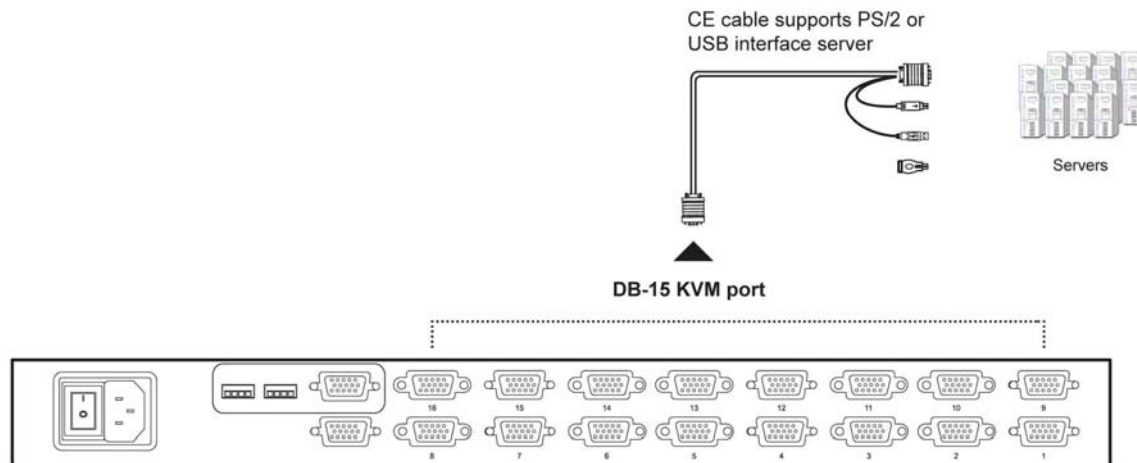 CE cable supports PS/2 or
USB interface server
Servers
DB-15 KVM port
16 15 14 13 12 11 10 9
8 7 6 5 4 3 2 1